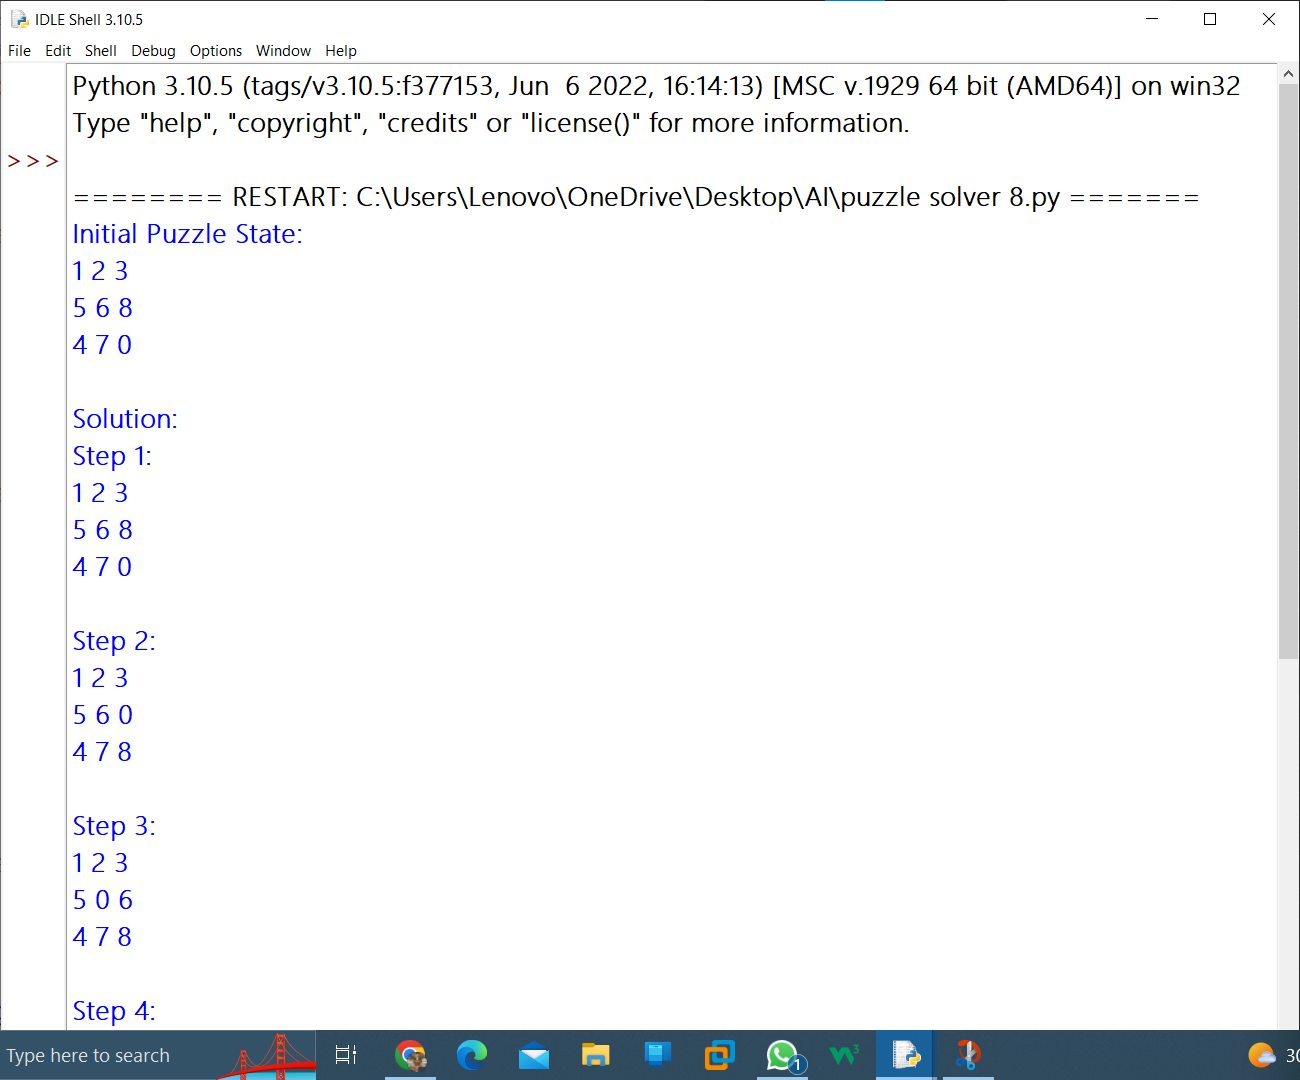 IDLE Shell 3.10.5
File Edit Shell Debug Options Window Help
Python 3.10.5 (tags/v3.10.5:f377153, Jun  6 2022, 16:14:13) [MSC v.1929 64 bit (AMD64)] on win32
Type "help", "copyright", "credits" or "license()" for more information.
>>>
======== RESTART: C:\Users\Lenovo\OneDrive\Desktop\AI\puzzle solver 8.py =======
Initial Puzzle State:
1 2 3
5 6 8
4 7 0
Solution:
Step 1:
1 2 3
5 6 8
4 7 0
Step 2:
1 2 3
5 6 0
4 7 8
Step 3:
1 2 3
5 0 6
4 7 8
Step 4:
Type here to search
1
W3